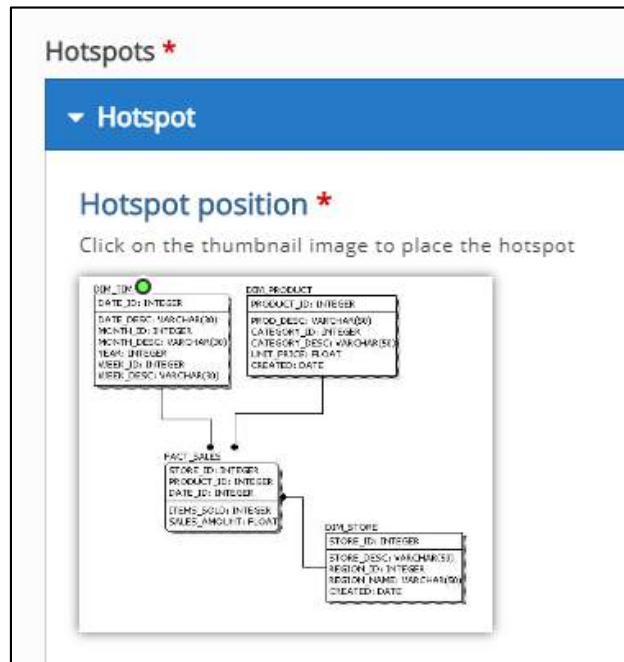 Hotspots *
Hotspot
Hotspot position *
Click on the thumbnail image to place the hotspot
DIM_TIM
DATE_ID: INTEGER
DATE_DESC: VARCHAR(30)
MONTH_ID: INTEGER
MONTH_DESC: VARCHAR(30)
YEAR: INTEGER
WEEK_ID: INTEGER
WEEK_DESC: VARCHAR(30)
DIM_PRODUCT
PRODUCT_ID: INTEGER
PROD_DESC: VARCHAR(50)
CATEGORY_ID: INTEGER
CATEGORY_DESC: VARCHAR(50)
UNIT_PRICE: FLOAT
CREATED: DATE
FACT_SALES
STORE_ID: INTEGER
PRODUCT_ID: INTEGER
DATE_ID: INTEGER
ITEMS_SOLD: INTEGER
SALES_AMOUNT: FLOAT
DIM_STORE
STORE_ID: INTEGER
STORE_DESC: VARCHAR(50)
REGION_ID: INTEGER
REGION_NAME: VARCHAR(50)
CREATED: DATE